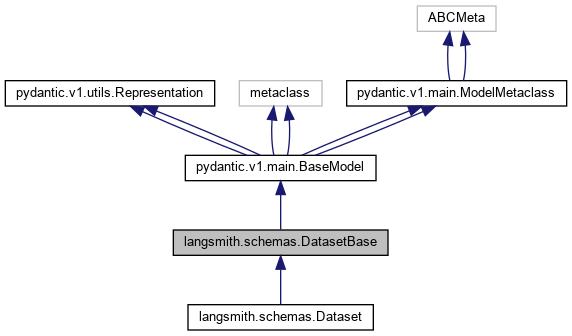 ABCMeta
pydantic.v1.utils.Representation
metaclass
pydantic.v1.main.ModelMetaclass
pydantic.v1.main.BaseModel
langsmith.schemas.DatasetBase
langsmith.schemas.Dataset